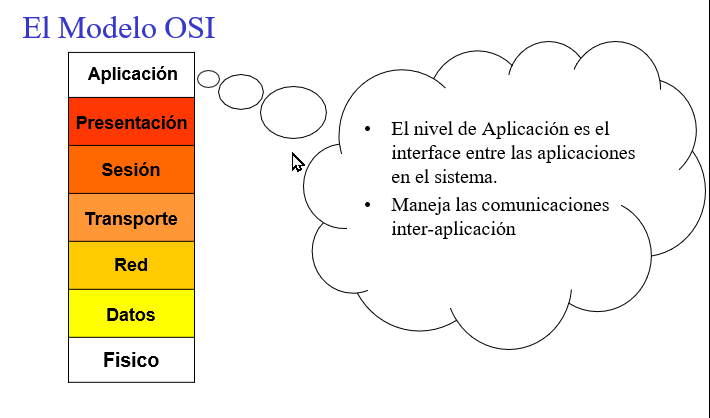 El Modelo OSI
Aplicación
Presentación
Sesión
Transporte
Red
Datos
Fisico
• El nivel de Aplicación es el
interface entre las aplicaciones
en el sistema.
• Maneja las comunicaciones
inter-aplicación